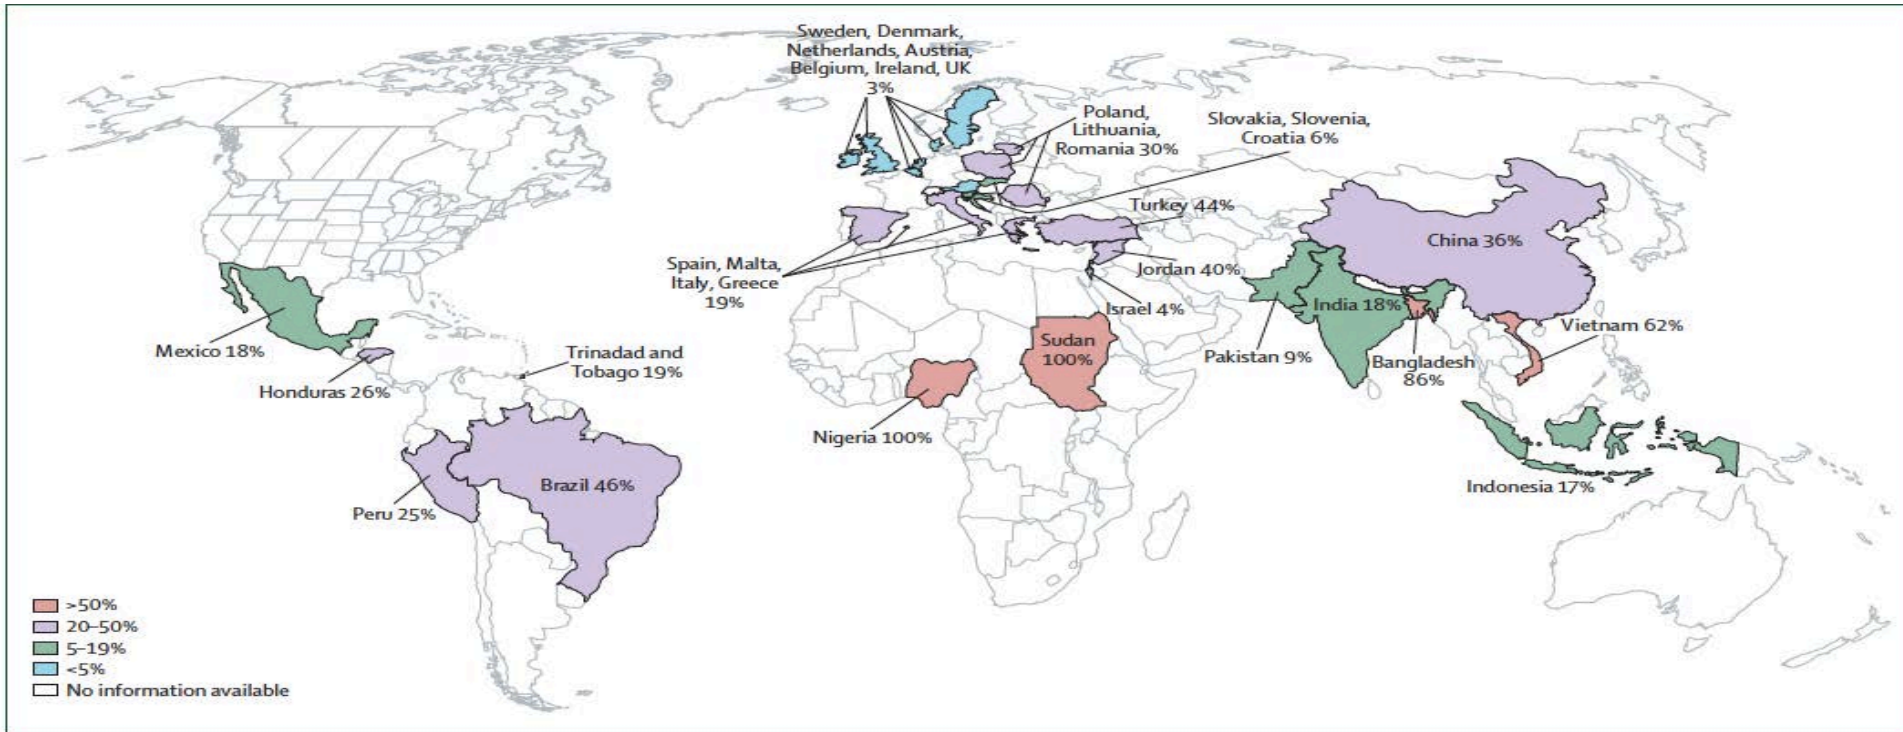 Sweden, Denmark,
Netherlands, Austria,
Belgium, Ireland, UK
3%
Poland,
Lithuania,
Romania 30%
Slovakia, Slovenia,
Croatia 6%
Turkey 44%
China 36%
Spain, Malta,
Italy, Greece
19%
Jordan 40%
Israel 4%
India 18%
Vietnam 62%
Mexico 18%
Trinadad and
Tobago 19%
Sudan
100%
Pakistan 9%
Bangladesh
86%
Honduras 26%
Nigeria 100%
Brazil 46%
Indonesia 17%
Peru 25%
>50%
20–50%
5–19%
<5%
No information available